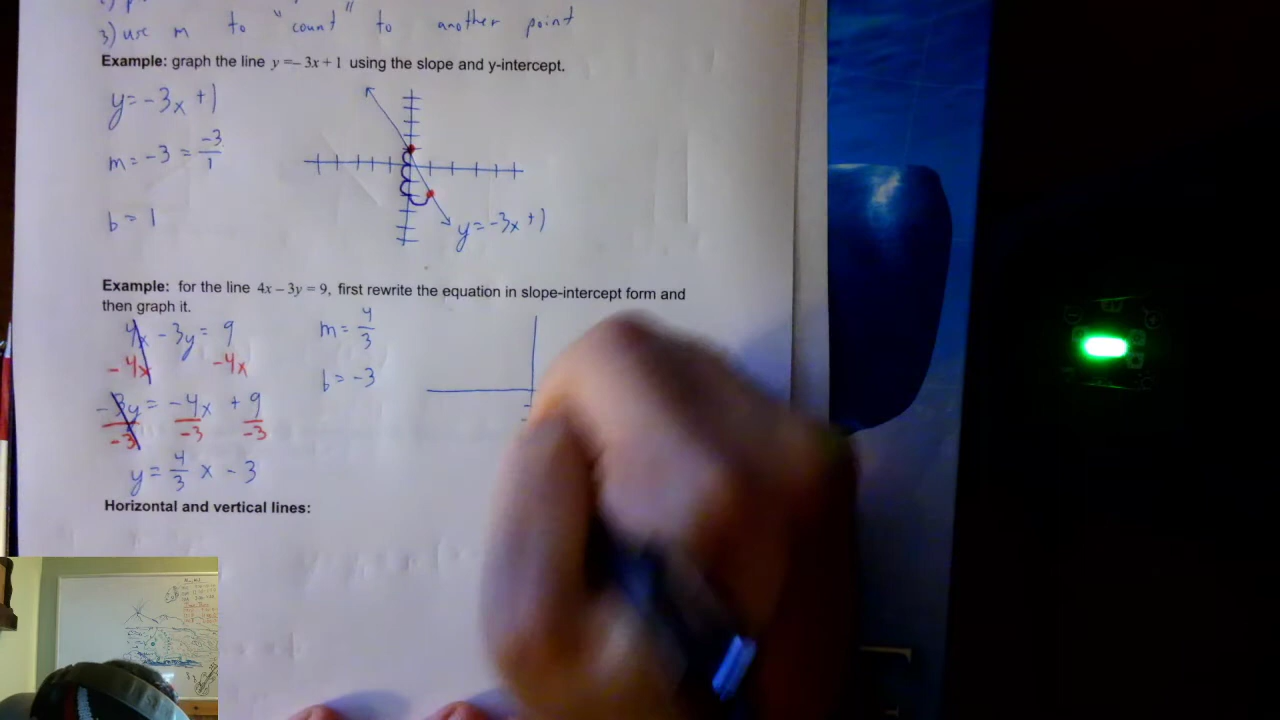 3) use m to "count" to another point
Example: graph the line y = – 3x + 1 using the slope and y-intercept.
y = -3x +1
m = -3 = -3/1
b = 1
y = -3x +1
Example: for the line 4x – 3y = 9, first rewrite the equation in slope-intercept form and
then graph it.
4x - 3y = 9
-4x -4x
-3y = -4x + 9
-3 -3 -3
y = 4/3 x - 3
m = 4/3
b = -3
Horizontal and vertical lines: